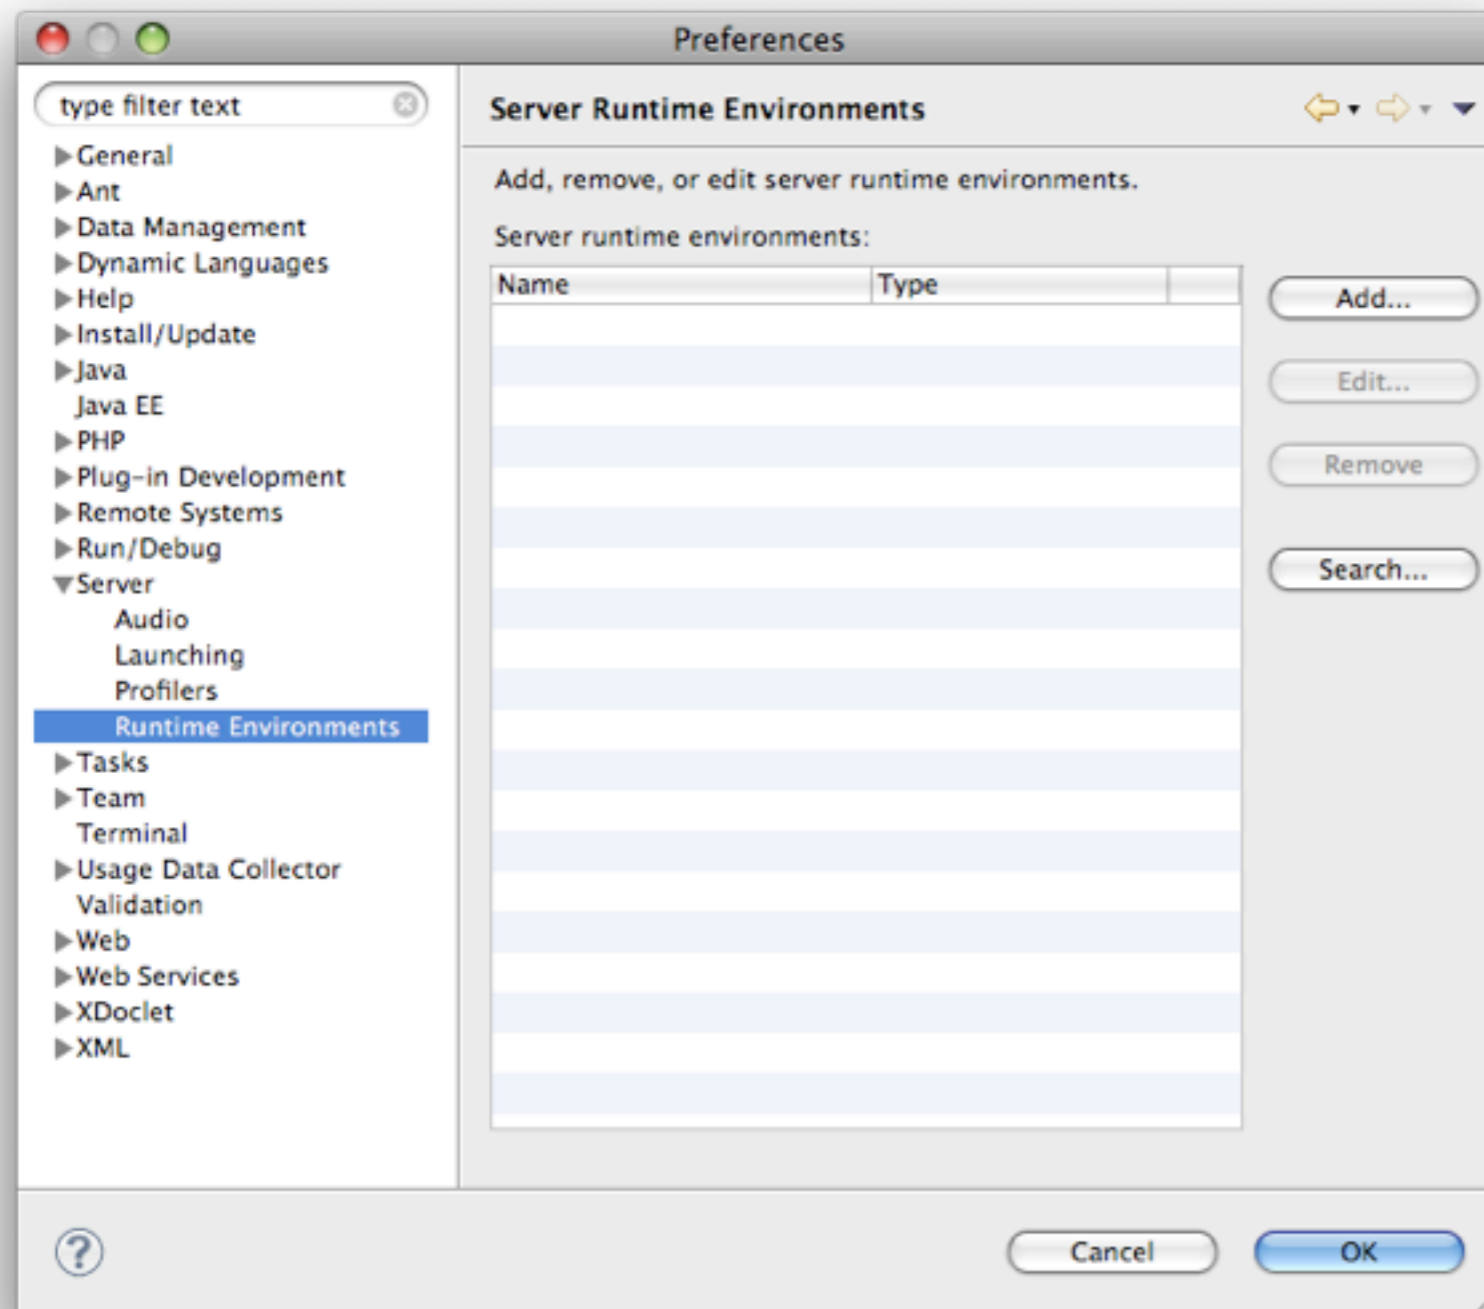 Preferences
type filter text
General
Ant
Data Management
Dynamic Languages
Help
Install/Update
Java
Java EE
PHP
Plug-in Development
Remote Systems
Run/Debug
Server
Audio
Launching
Profilers
Runtime Environments
Tasks
Team
Terminal
Usage Data Collector
Validation
Web
Web Services
XDoclet
XML
Server Runtime Environments
Add, remove, or edit server runtime environments.
Server runtime environments:
Name Type
Add...
Edit...
Remove
Search...
?
Cancel OK